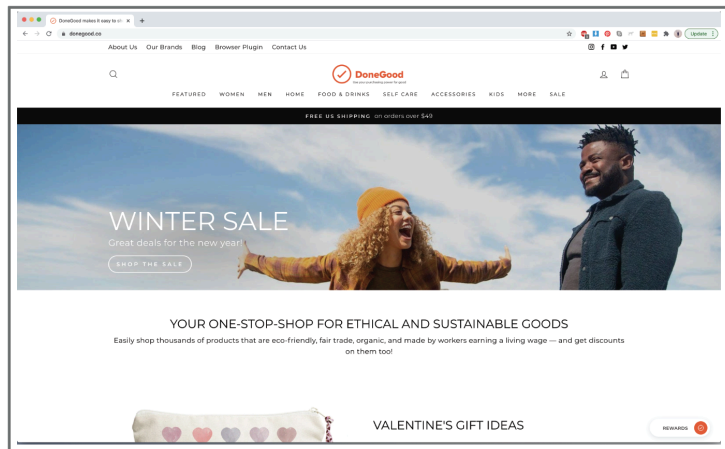 DoneGood makes it easy to sh
donegood.co
Update
About Us Our Brands Blog Browser Plugin Contact Us
DoneGood
FEATURED WOMEN MEN HOME FOOD & DRINKS SELF CARE ACCESSORIES KIDS MORE SALE
FREE US SHIPPING on orders over $49
WINTER SALE
Great deals for the new year!
SHOP THE SALE
YOUR ONE-STOP-SHOP FOR ETHICAL AND SUSTAINABLE GOODS
Easily shop thousands of products that are eco-friendly, fair trade, organic, and made by workers earning a living wage — and get discounts
on them too!
VALENTINE'S GIFT IDEAS
REWARDS